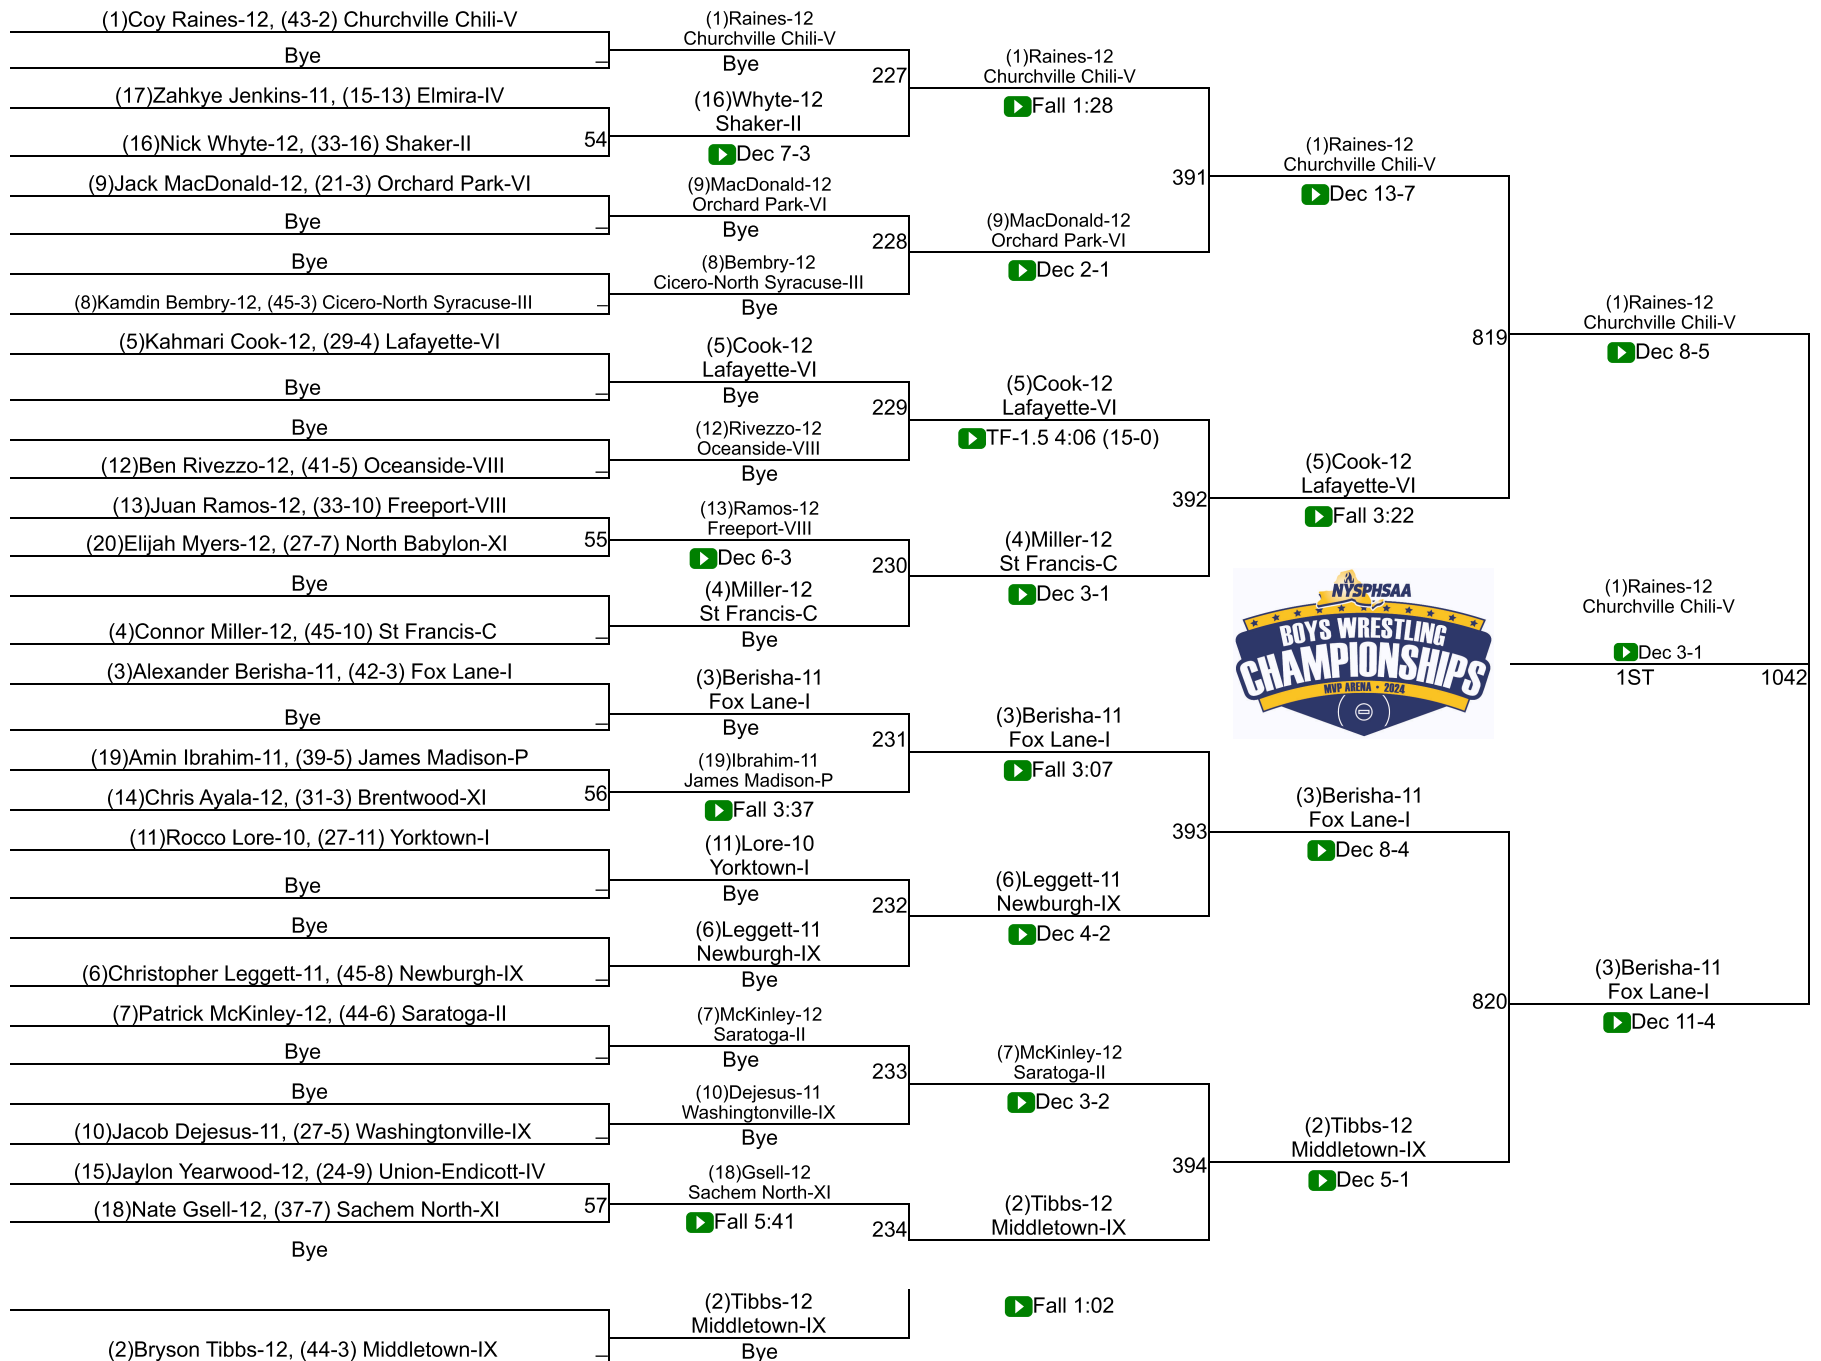 (1)Coy Raines-12, (43-2) Churchville Chili-V
Bye
(17)Zahkye Jenkins-11, (15-13) Elmira-IV
(16)Nick Whyte-12, (33-16) Shaker-II
54
(9)Jack MacDonald-12, (21-3) Orchard Park-VI
Bye
Bye
(8)Kamdin Bembry-12, (45-3) Cicero-North Syracuse-III
(5)Kahmari Cook-12, (29-4) Lafayette-VI
Bye
Bye
(12)Ben Rivezzo-12, (41-5) Oceanside-VIII
(13)Juan Ramos-12, (33-10) Freeport-VIII
(20)Elijah Myers-12, (27-7) North Babylon-XI
55
Bye
(4)Connor Miller-12, (45-10) St Francis-C
(3)Alexander Berisha-11, (42-3) Fox Lane-I
Bye
(19)Amin Ibrahim-11, (39-5) James Madison-P
(14)Chris Ayala-12, (31-3) Brentwood-XI
56
(11)Rocco Lore-10, (27-11) Yorktown-I
Bye
Bye
(6)Christopher Leggett-11, (45-8) Newburgh-IX
(7)Patrick McKinley-12, (44-6) Saratoga-II
Bye
Bye
(10)Jacob Dejesus-11, (27-5) Washingtonville-IX
(15)Jaylon Yearwood-12, (24-9) Union-Endicott-IV
(18)Nate Gsell-12, (37-7) Sachem North-XI
57
Bye
(2)Bryson Tibbs-12, (44-3) Middletown-IX
(1)Raines-12
Churchville Chili-V
Bye
227
(16)Whyte-12
Shaker-II
Dec 7-3
(9)MacDonald-12
Orchard Park-VI
Bye
228
(8)Bembry-12
Cicero-North Syracuse-III
Bye
(5)Cook-12
Lafayette-VI
Bye
229
(12)Rivezzo-12
Oceanside-VIII
Bye
(13)Ramos-12
Freeport-VIII
Dec 6-3
230
(4)Miller-12
St Francis-C
Bye
(3)Berisha-11
Fox Lane-I
Bye
231
(19)Ibrahim-11
James Madison-P
Fall 3:37
(11)Lore-10
Yorktown-I
Bye
232
(6)Leggett-11
Newburgh-IX
Bye
(7)McKinley-12
Saratoga-II
Bye
233
(10)Dejesus-11
Washingtonville-IX
Bye
(18)Gsell-12
Sachem North-XI
Fall 5:41
234
(2)Tibbs-12
Middletown-IX
Bye
(1)Raines-12
Churchville Chili-V
Fall 1:28
391
(9)MacDonald-12
Orchard Park-VI
Dec 2-1
(5)Cook-12
Lafayette-VI
TF-1.5 4:06 (15-0)
392
(4)Miller-12
St Francis-C
Dec 3-1
(3)Berisha-11
Fox Lane-I
Fall 3:07
393
(6)Leggett-11
Newburgh-IX
Dec 4-2
(7)McKinley-12
Saratoga-II
Dec 3-2
394
(2)Tibbs-12
Middletown-IX
Fall 1:02
(1)Raines-12
Churchville Chili-V
Dec 13-7
819
(5)Cook-12
Lafayette-VI
Fall 3:22
NYSPHSAA
BOYS WRESTLING
CHAMPIONSHIPS
MVP ARENA • 2024
(3)Berisha-11
Fox Lane-I
Dec 8-4
820
(2)Tibbs-12
Middletown-IX
Dec 5-1
(1)Raines-12
Churchville Chili-V
Dec 8-5
(1)Raines-12
Churchville Chili-V
Dec 3-1
1ST
1042
(3)Berisha-11
Fox Lane-I
Dec 11-4